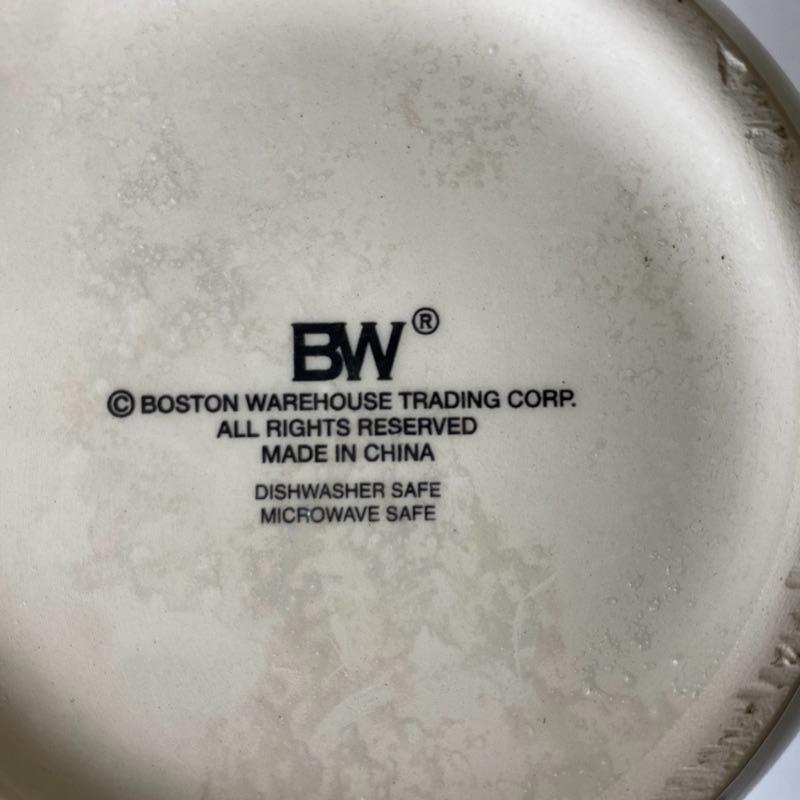 BW®
© BOSTON WAREHOUSE TRADING CORP.
ALL RIGHTS RESERVED
MADE IN CHINA
DISHWASHER SAFE
MICROWAVE SAFE